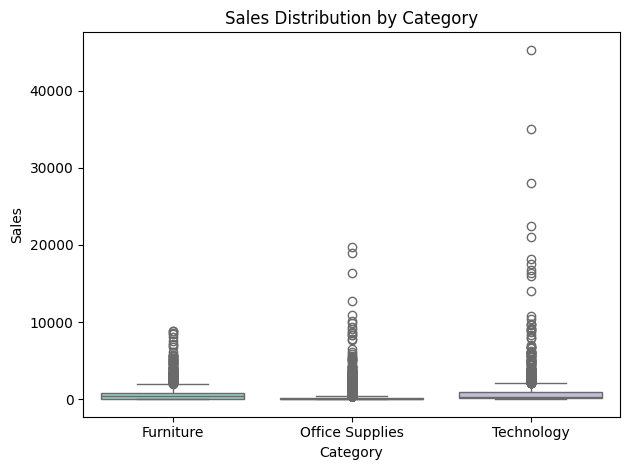 Sales Distribution by Category
40000
30000
20000
10000
0
Sales
Furniture
Office Supplies
Technology
Category